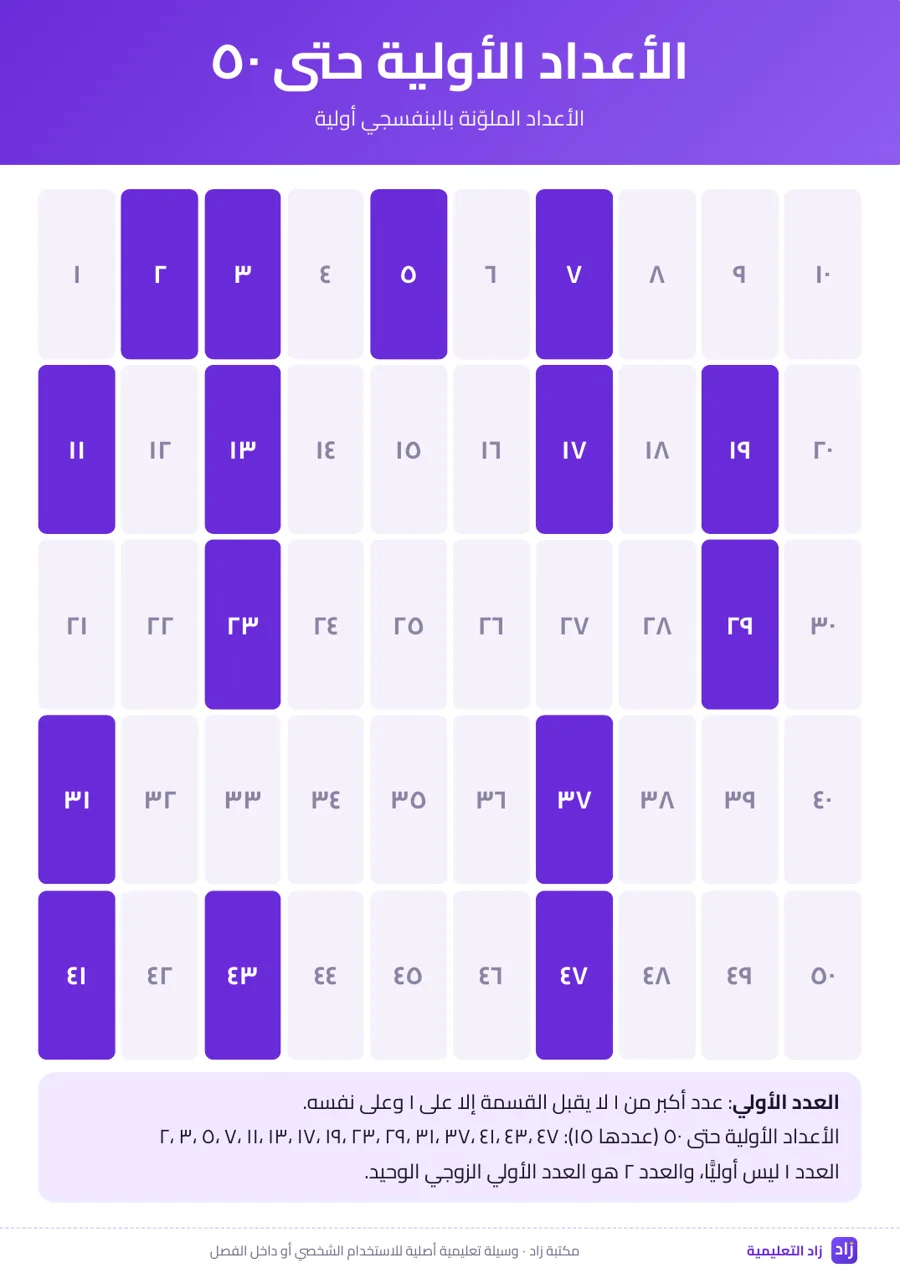 الأعداد الأولية حتى ٥٠
الأعداد الملوّنة بالبنفسجي أولية
١ ٢ ٣ ٤ ٥ ٦ ٧ ٨ ٩ ١٠
١١ ١٢ ١٣ ١٤ ١٥ ١٦ ١٧ ١٨ ١٩ ٢٠
٢١ ٢٢ ٢٣ ٢٤ ٢٥ ٢٦ ٢٧ ٢٨ ٢٩ ٣٠
٣١ ٣٢ ٣٣ ٣٤ ٣٥ ٣٦ ٣٧ ٣٨ ٣٩ ٤٠
٤١ ٤٢ ٤٣ ٤٤ ٤٥ ٤٦ ٤٧ ٤٨ ٤٩ ٥٠
العدد الأولي: عدد أكبر من ١ لا يقبل القسمة إلا على ١ وعلى نفسه.
الأعداد الأولية حتى ٥٠ (عددها ١٥): ٤٧، ٤٣، ٤١، ٣٧، ٣١، ٢٩، ٢٣، ١٩، ١٧، ١٣، ١١، ٧، ٥، ٣، ٢
العدد ١ ليس أوليًّا، والعدد ٢ هو العدد الأولي الزوجي الوحيد.
زاد زاد التعليمية
مكتبة زاد · وسيلة تعليمية أصلية للاستخدام الشخصي أو داخل الفصل